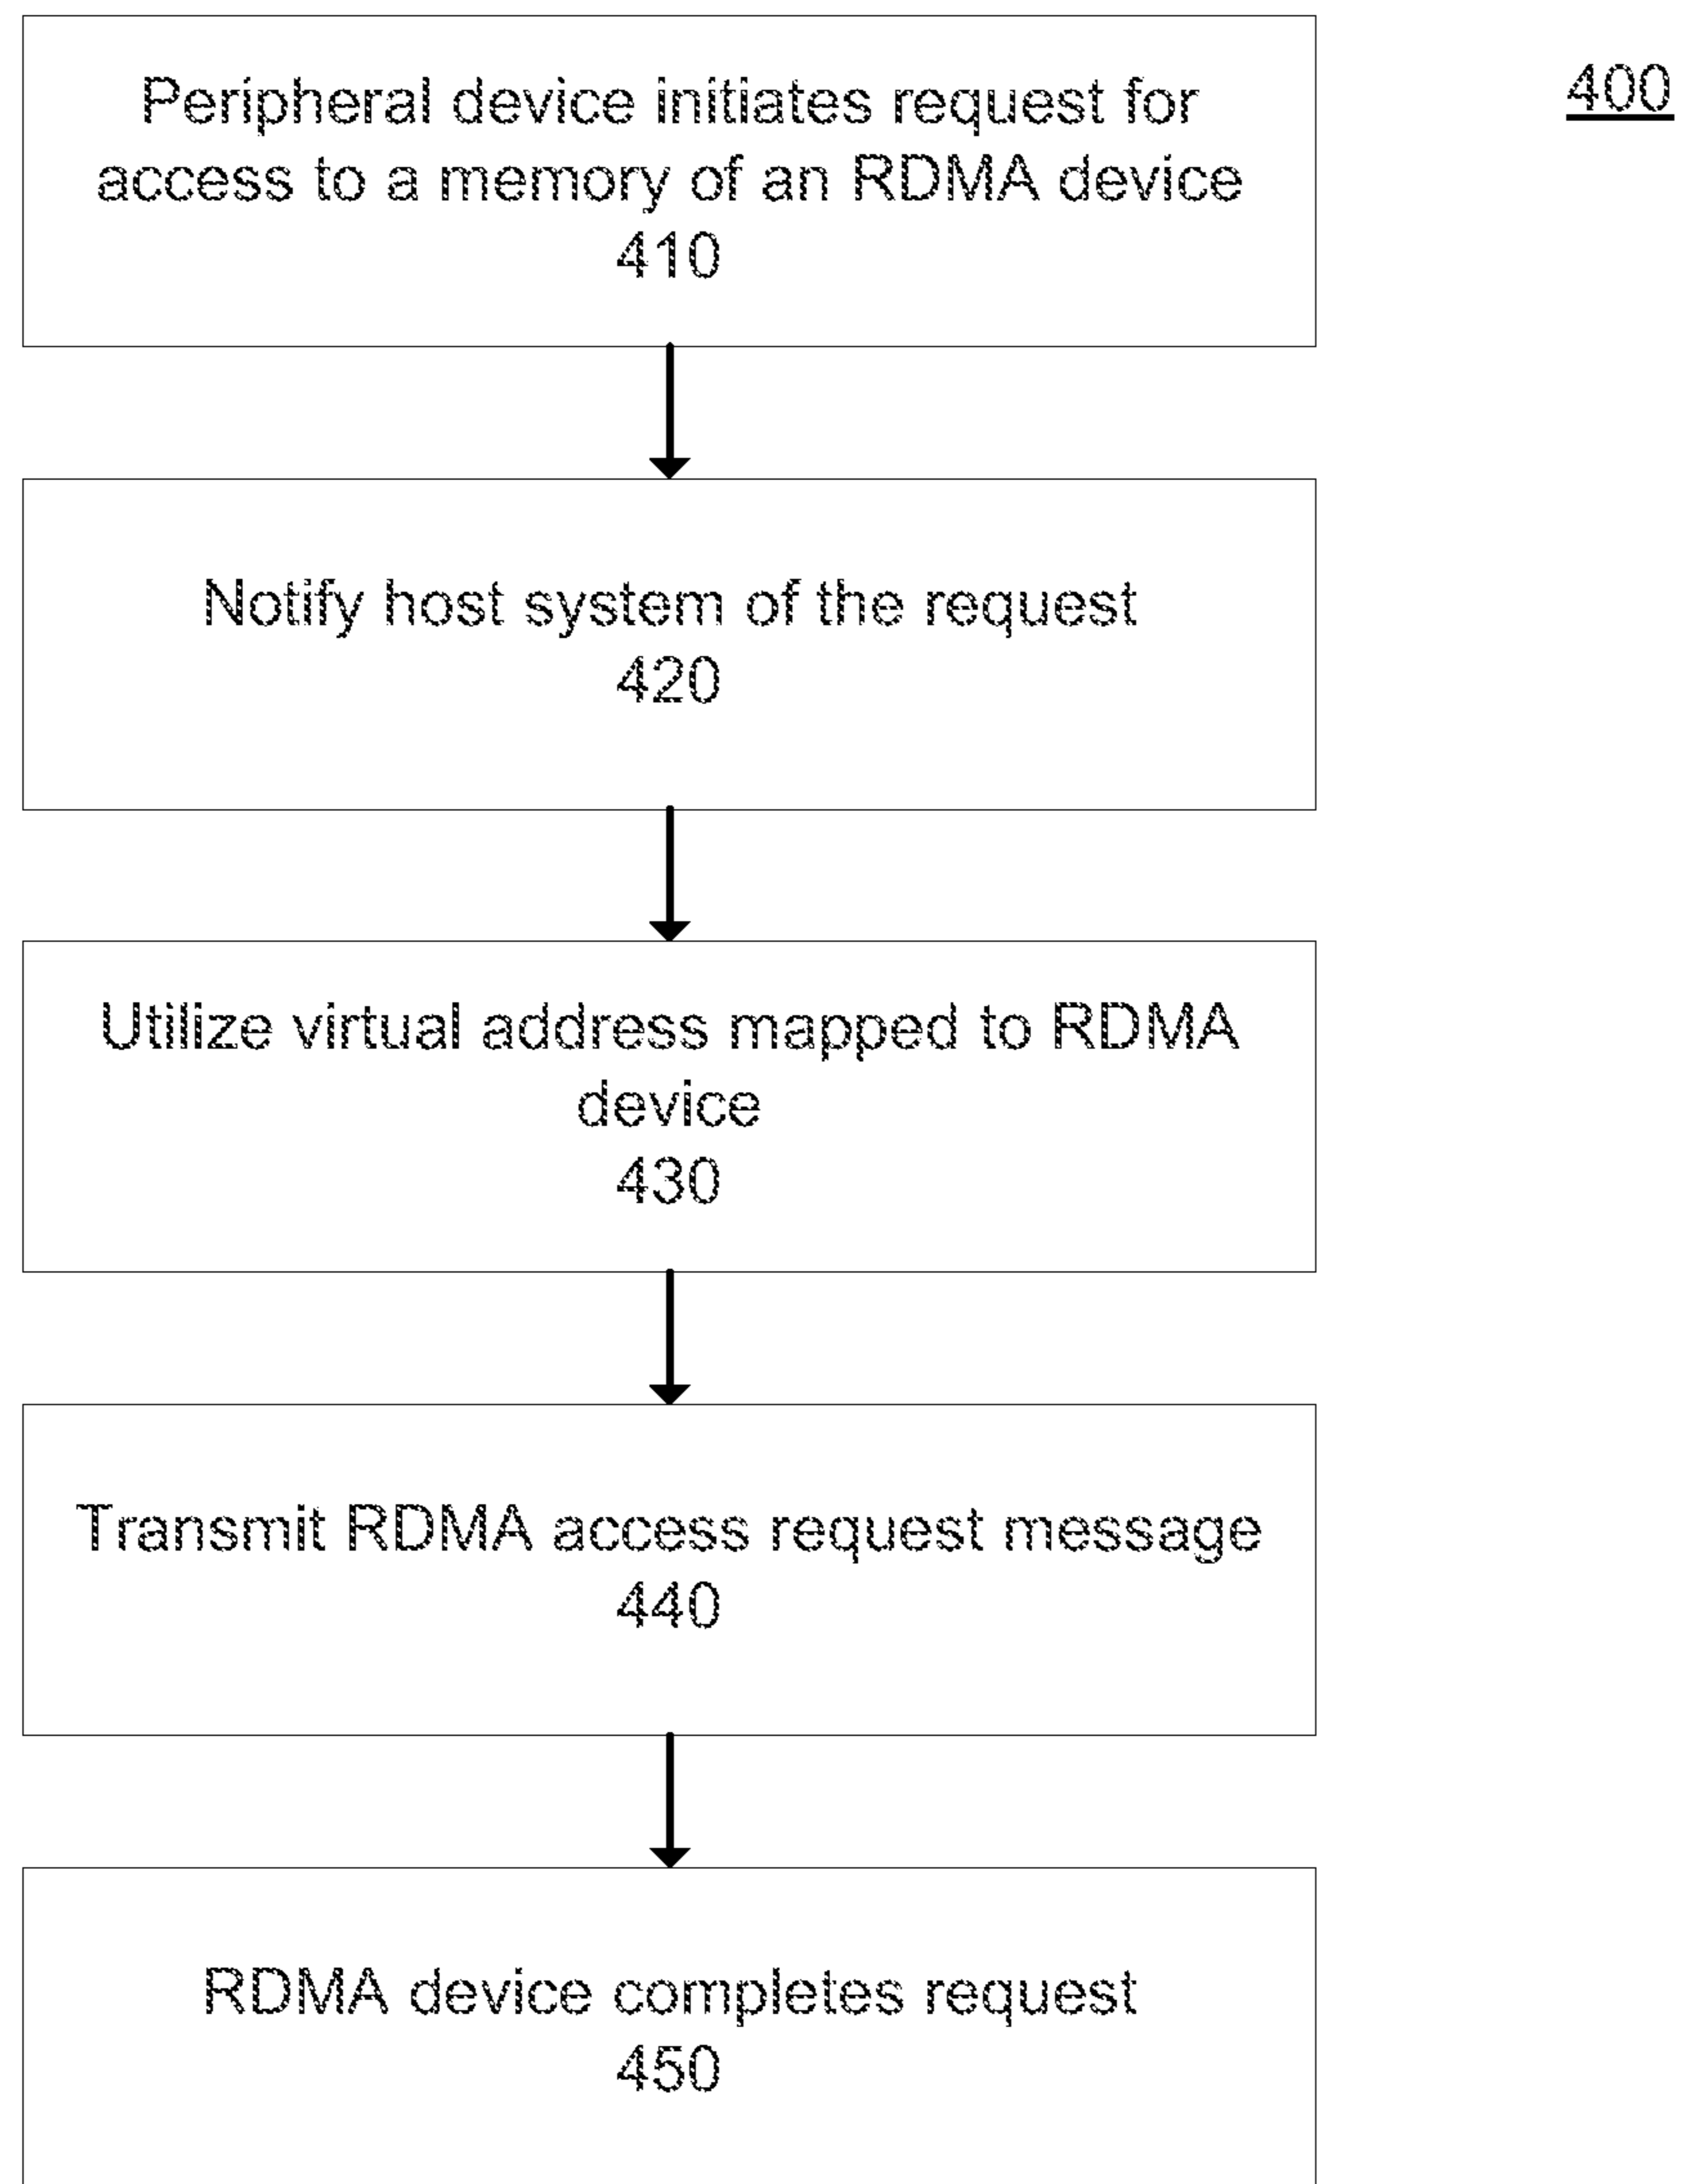 400
Peripheral device initiates request for
access to a memory of an RDMA device
410
Notify host system of the request
420
Utilize virtual address mapped to RDMA
device
430
Transmit RDMA access request message
440
RDMA device completes request
450